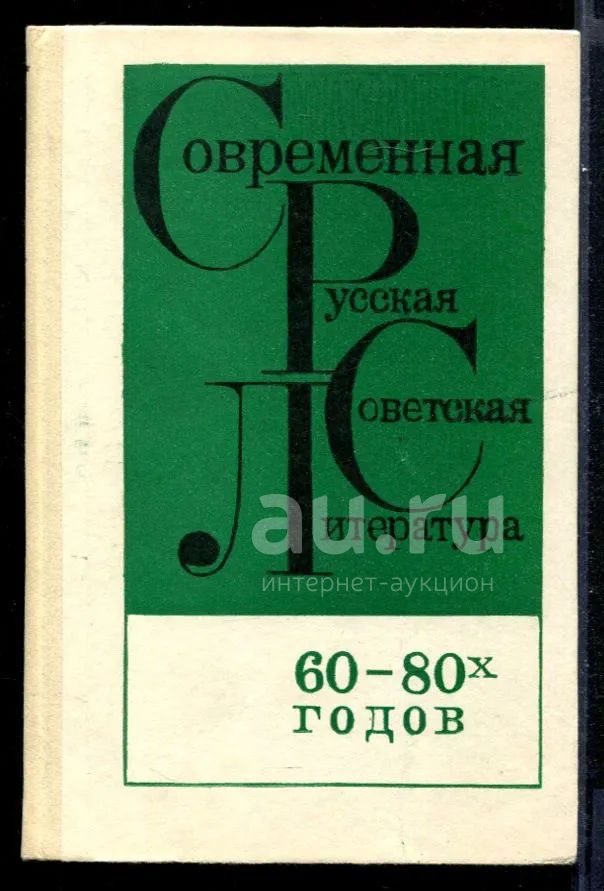 Современная
Русская
Советская
Литература
au.ru
интернет-аукцион
60-80х
годов